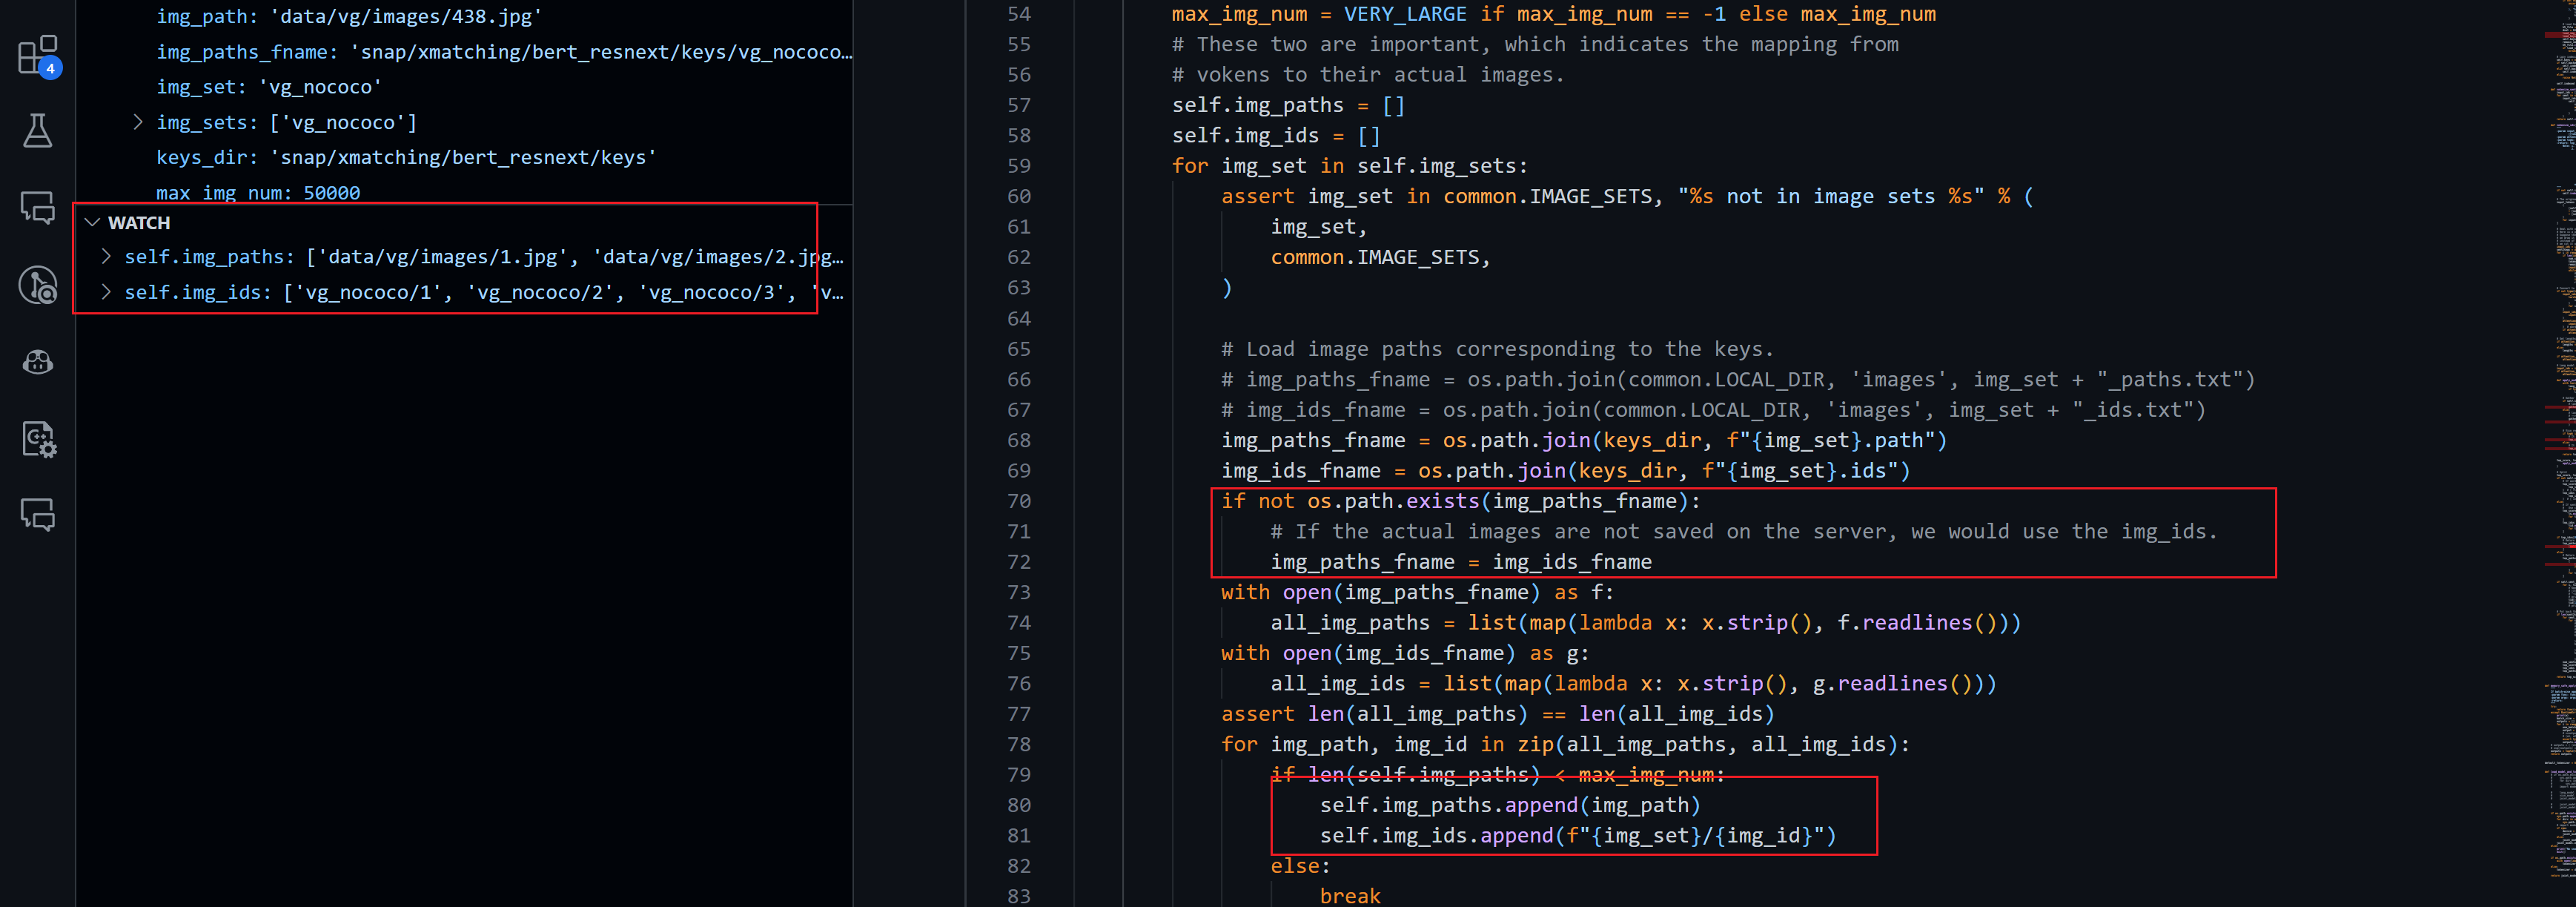 img_path: 'data/vg/images/438.jpg'
img_paths_fname: 'snap/xmatching/bert_resnext/keys/vg_nococo…
img_set: 'vg_nococo'
img_sets: ['vg_nococo']
keys_dir: 'snap/xmatching/bert_resnext/keys'
max_img_num: 50000
4
WATCH
self.img_paths: ['data/vg/images/1.jpg', 'data/vg/images/2.jpg…
self.img_ids: ['vg_nococo/1', 'vg_nococo/2', 'vg_nococo/3', 'v…
54 max_img_num = VERY_LARGE if max_img_num == -1 else max_img_num
55 # These two are important, which indicates the mapping from
56 # vokens to their actual images.
57 self.img_paths = []
58 self.img_ids = []
59 for img_set in self.img_sets:
60 assert img_set in common.IMAGE_SETS, "%s not in image sets %s" % (
61 img_set,
62 common.IMAGE_SETS,
63 )
64
65 # Load image paths corresponding to the keys.
66 # img_paths_fname = os.path.join(common.LOCAL_DIR, 'images', img_set + "_paths.txt")
67 # img_ids_fname = os.path.join(common.LOCAL_DIR, 'images', img_set + "_ids.txt")
68 img_paths_fname = os.path.join(keys_dir, f"{img_set}.path")
69 img_ids_fname = os.path.join(keys_dir, f"{img_set}.ids")
70 if not os.path.exists(img_paths_fname):
71 # If the actual images are not saved on the server, we would use the img_ids.
72 img_paths_fname = img_ids_fname
73 with open(img_paths_fname) as f:
74 all_img_paths = list(map(lambda x: x.strip(), f.readlines()))
75 with open(img_ids_fname) as g:
76 all_img_ids = list(map(lambda x: x.strip(), g.readlines()))
77 assert len(all_img_paths) == len(all_img_ids)
78 for img_path, img_id in zip(all_img_paths, all_img_ids):
79 if len(self.img_paths) < max_img_num:
80 self.img_paths.append(img_path)
81 self.img_ids.append(f"{img_set}/{img_id}")
82 else:
83 break